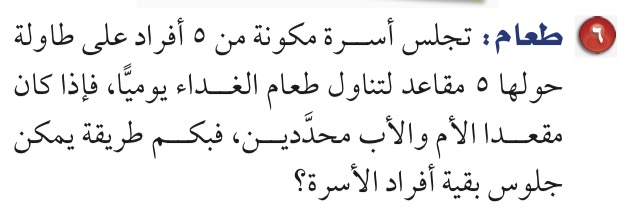 ٦ طعام: تجلس أسرة مكونة من ٥ أفراد على طاولة
حولها ٥ مقاعد لتناول طعام الغداء يوميًّا، فإذا كان
مقعدا الأم والأب محدَّدين، فبكم طريقة يمكن
جلوس بقية أفراد الأسرة؟